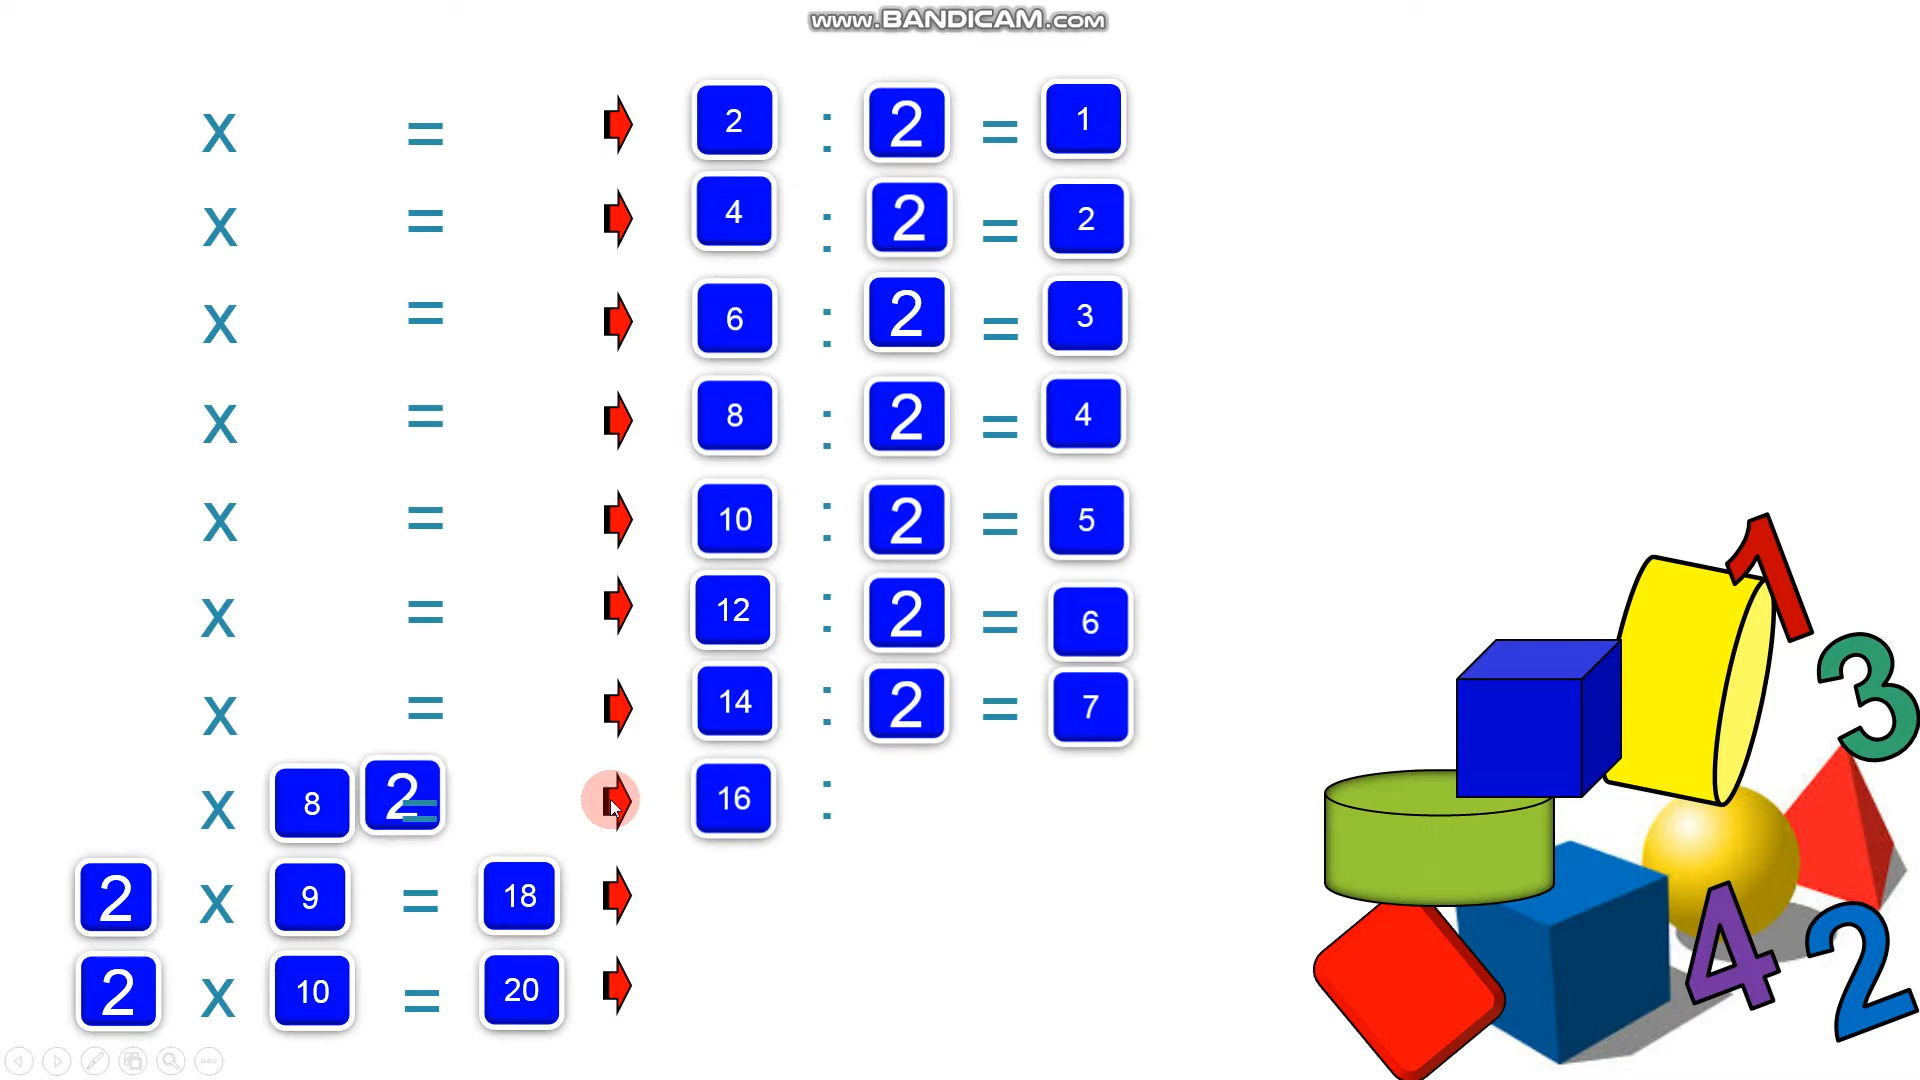 www.BANDICAM.com
x = 2 : 2 = 1
x = 4 : 2 = 2
x = 6 : 2 = 3
x = 8 : 2 = 4
x = 10 : 2 = 5
x = 12 : 2 = 6
x = 14 : 2 = 7
x 8 2 = 16 :
2 x 9 = 18
2 x 10 = 20
1
3
4
2